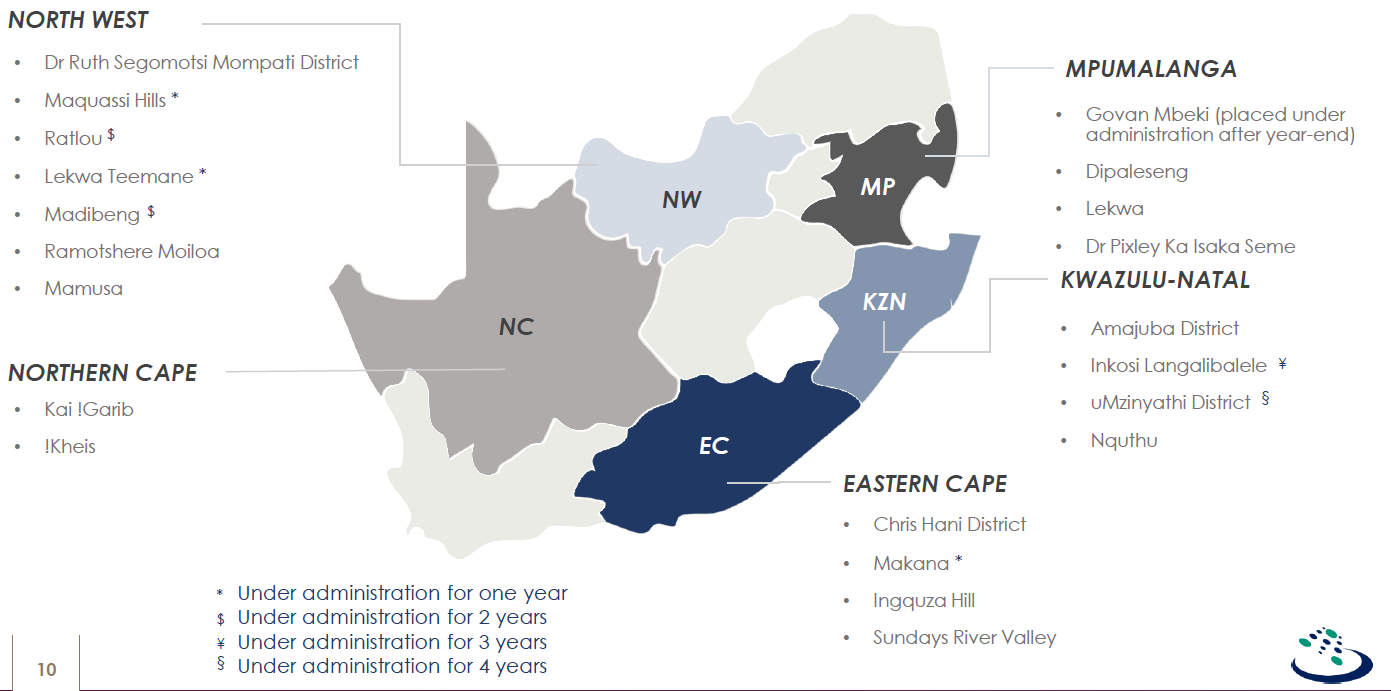 NORTH WEST
• Dr Ruth Segomotsi Mompati District
• Maquassi Hills *
• Ratlou $
• Lekwa Teemane *
• Madibeng $
• Ramotshere Moiloa
• Mamusa
NORTHERN CAPE
• Kai !Garib
• !Kheis
NW
MP
NC
KZN
EC
MPUMALANGA
• Govan Mbeki (placed under
administration after year-end)
• Dipaleseng
• Lekwa
• Dr Pixley Ka Isaka Seme
KWAZULU-NATAL
• Amajuba District
• Inkosi Langalibalele ¥
• uMzinyathi District §
• Nquthu
EASTERN CAPE
• Chris Hani District
• Makana *
• Ingquza Hill
• Sundays River Valley
* Under administration for one year
$ Under administration for 2 years
¥ Under administration for 3 years
§ Under administration for 4 years
10